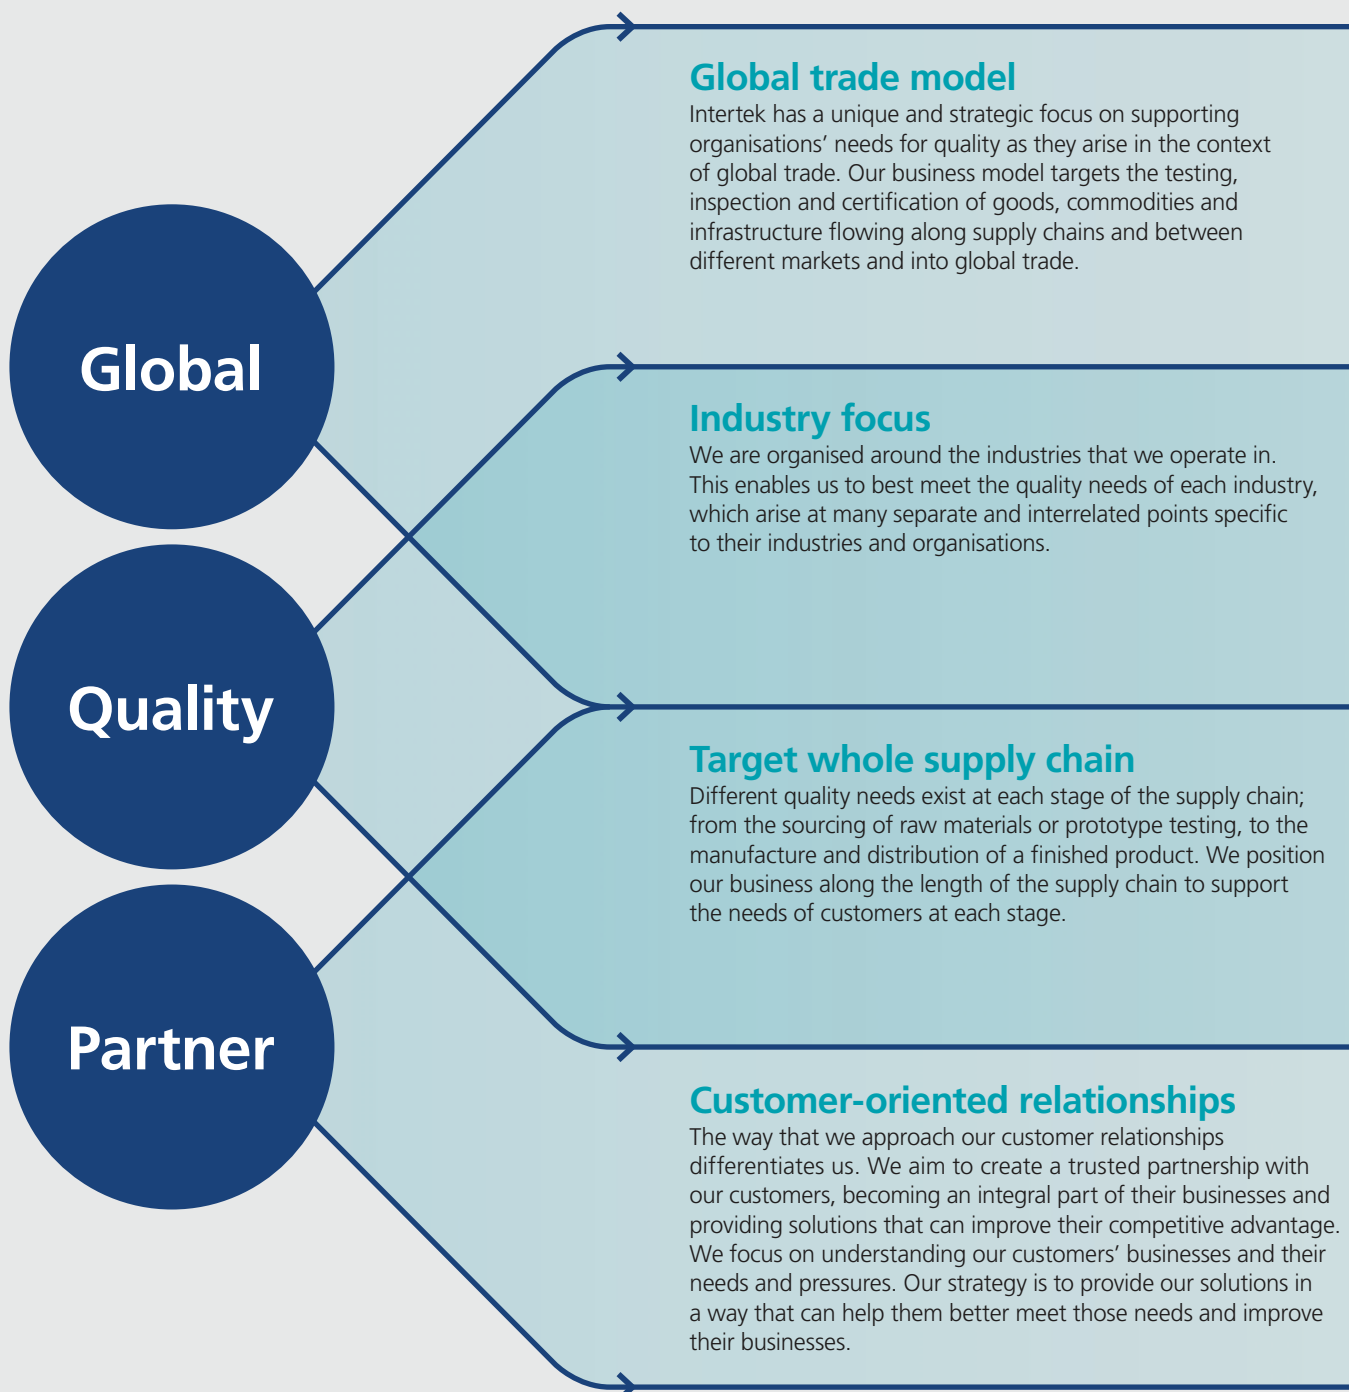 Global
Quality
Partner
Global trade model
Intertek has a unique and strategic focus on supporting
organisations’ needs for quality as they arise in the context
of global trade. Our business model targets the testing,
inspection and certification of goods, commodities and
infrastructure flowing along supply chains and between
different markets and into global trade.
Industry focus
We are organised around the industries that we operate in.
This enables us to best meet the quality needs of each industry,
which arise at many separate and interrelated points specific
to their industries and organisations.
Target whole supply chain
Different quality needs exist at each stage of the supply chain;
from the sourcing of raw materials or prototype testing, to the
manufacture and distribution of a finished product. We position
our business along the length of the supply chain to support
the needs of customers at each stage.
Customer-oriented relationships
The way that we approach our customer relationships
differentiates us. We aim to create a trusted partnership with
our customers, becoming an integral part of their businesses and
providing solutions that can improve their competitive advantage.
We focus on understanding our customers’ businesses and their
needs and pressures. Our strategy is to provide our solutions in
a way that can help them better meet those needs and improve
their businesses.